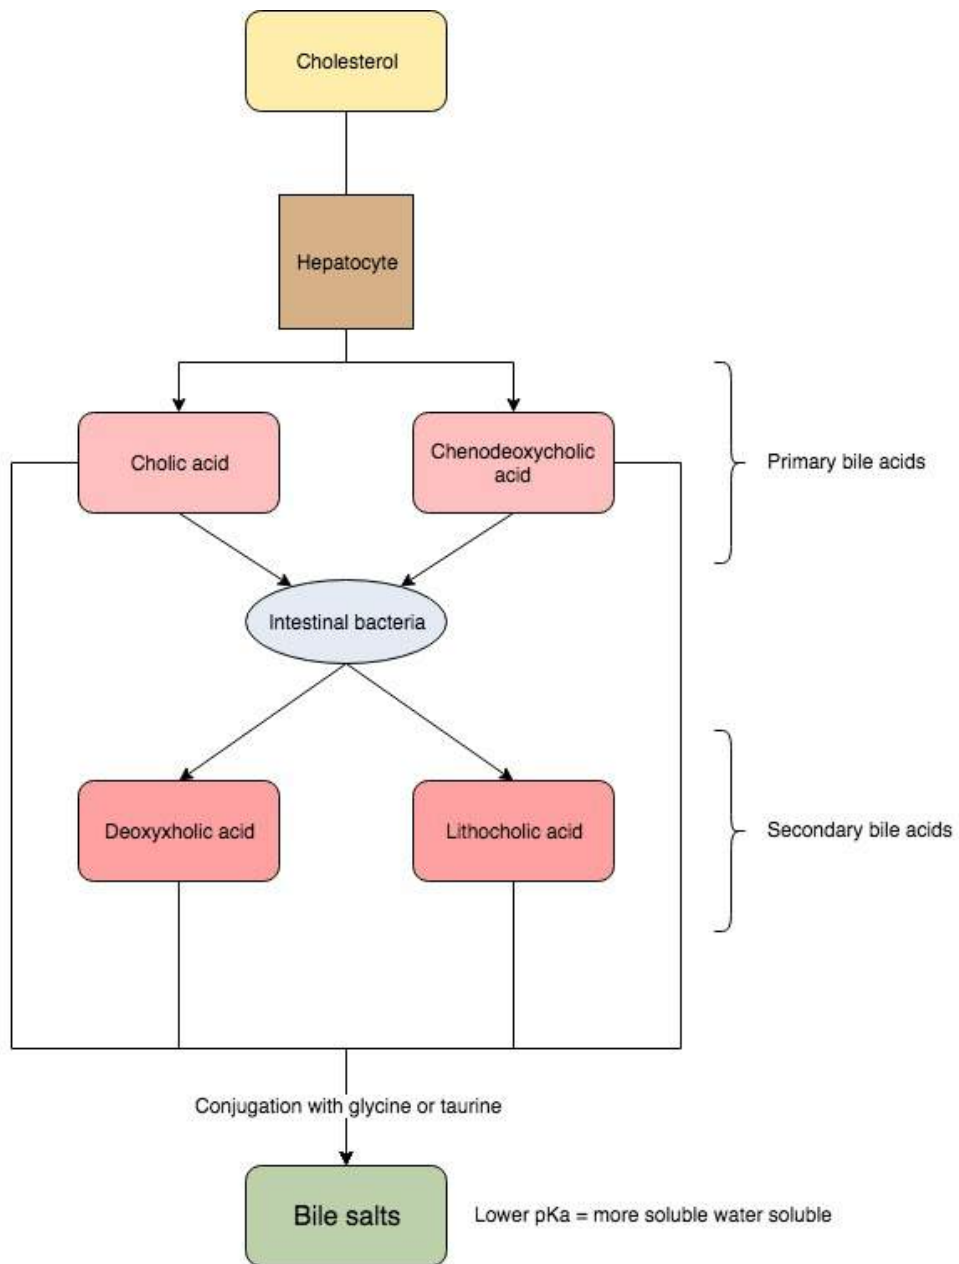 Cholesterol
Hepatocyte
Cholic acid
Chenodeoxycholic
acid
Primary bile acids
Intestinal bacteria
Deoxyxholic acid
Lithocholic acid
Secondary bile acids
Conjugation with glycine or taurine
Bile salts
Lower pKa = more soluble water soluble